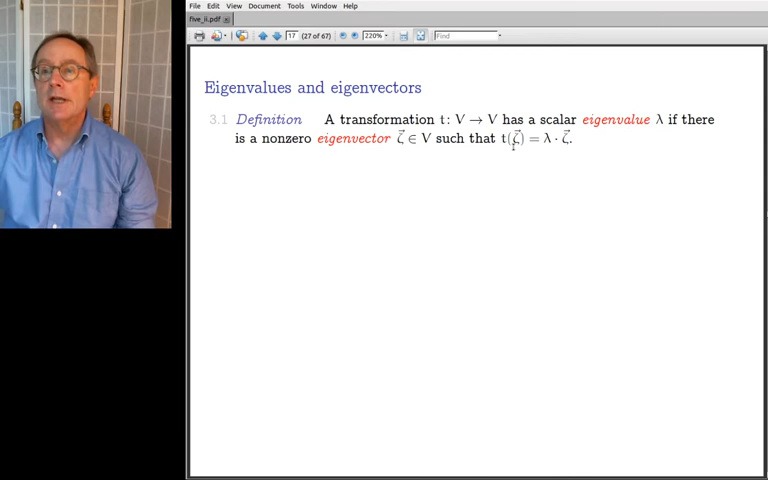 File Edit View Document Tools Window Help
five_ii.pdf
17 (27 of 67) 220% Find
Eigenvalues and eigenvectors
3.1 Definition A transformation t: V → V has a scalar eigenvalue λ if there
is a nonzero eigenvector ζ⃗ ∈ V such that t(ζ⃗) = λ · ζ⃗.